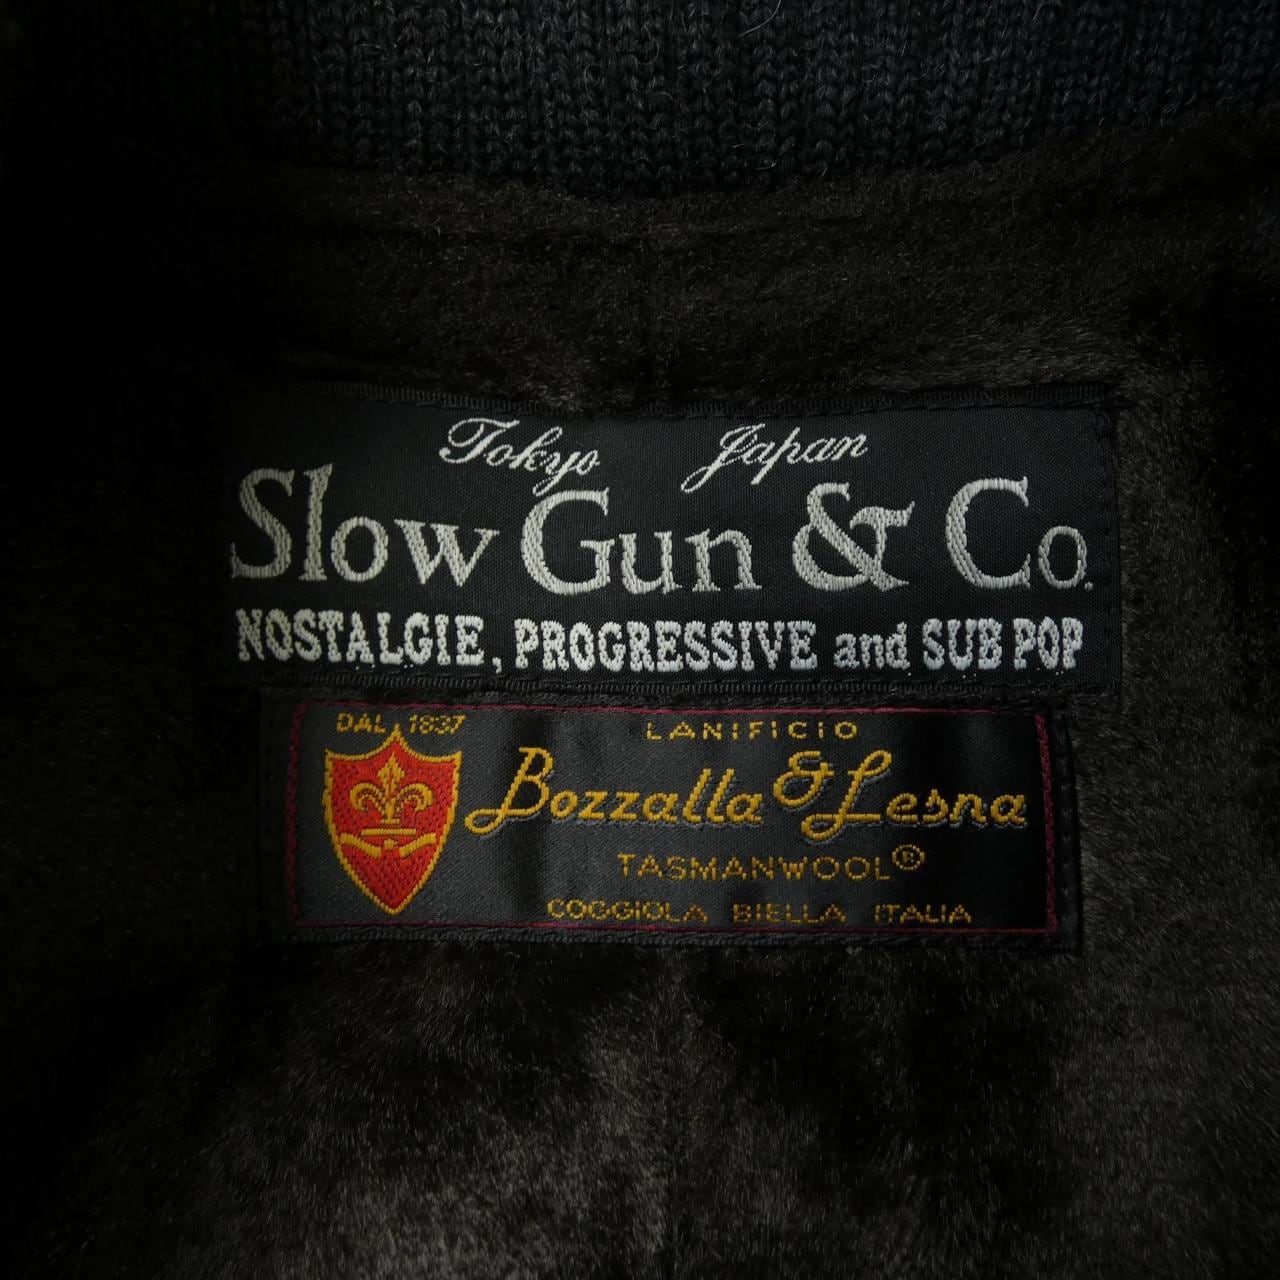 Tokyo Japan
Slow Gun & Co.
NOSTALGIE, PROGRESSIVE and SUB POP
DAL 1837
LANIFICIO
Bozzalla & Lesna
TASMANWOOL®
COGGIOLA BIELLA ITALIA